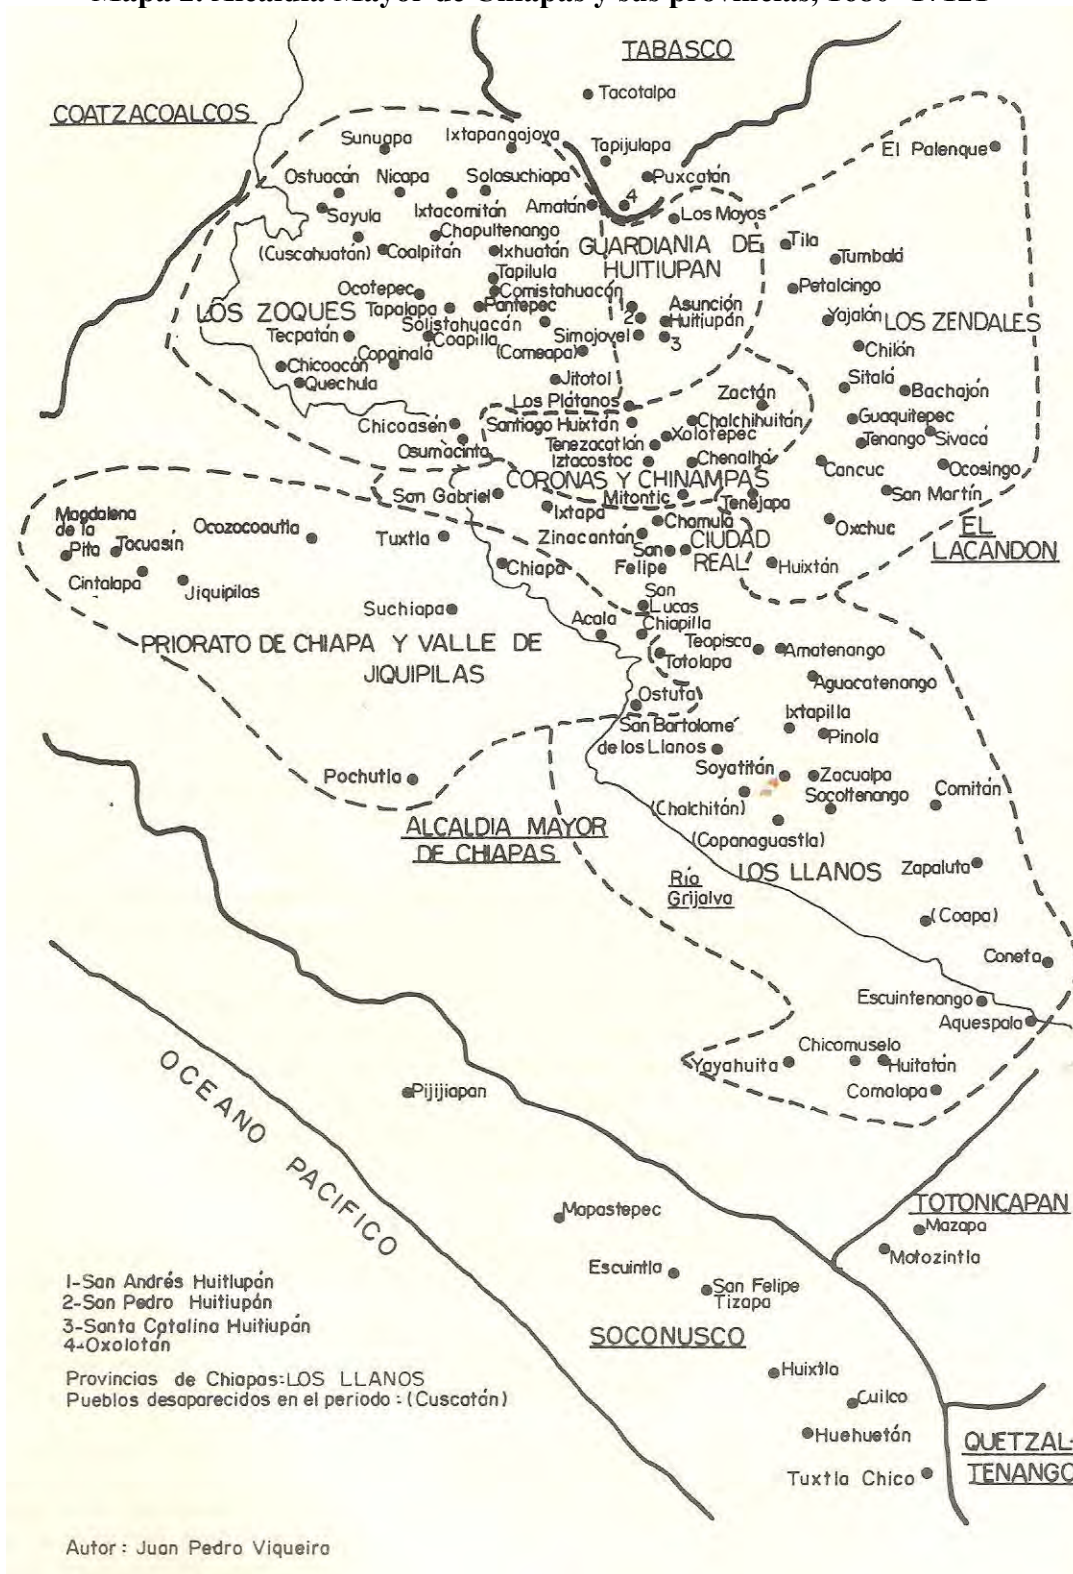 TABASCO
Tacotalpa
COATZACOALCOS
Sunuapa
Ixtapangajoya
Tapijulapa
El Palenque
Ostuacán
Nicapa
Solosuchiapa
Puxcatán
Sayula
Ixtacomitán
Amatán
4
Los Moyos
(Cuscahuatán)
Coalpitán
Chapultenango
Ixhuatán
GUARDIANIA DE
HUITIUPAN
Tila
Tumbalá
Tapilula
Ocotepec
Comistahuacán
Petalcingo
LOS ZOQUES
Tapalapa
Pantepec
1
Asunción
Huitiupán
2
Yajalón
LOS ZENDALES
Tecpatán
Solistahuacán
Coapilla
Simojovel
3
(Comeapa)
Chilón
Copainalá
Chicoacán
Quechula
Jitotol
Zactán
Sitalá
Bachajón
Los Plátanos
Chicoasén
Santiago Huixtán
Chalchihuitán
Guaquitepec
Osumacinta
Tenezacatlán
Xolotepec
Tenango
Sivacá
Iztacostoc
Chenalhó
Cancuc
Ocosingo
CORONAS Y CHINAMPAS
San Gabriel
Mitontic
Tenejapa
San Martín
Magdalena
de la
Pita
Tacuasín
Ocozocoautla
Tuxtla
Ixtapa
Chamula
Oxchuc
EL
LACANDON
Zinacantán
CIUDAD
REAL
San
Felipe
Cintalapa
Jiquipilas
Chiapa
Huixtán
Suchiapa
San
Lucas
Acala
Chiapilla
PRIORATO DE CHIAPA Y VALLE DE
JIQUIPILAS
Teopisca
Amatenango
Totolapa
Aguacatenango
Ostuta
Ixtapilla
San Bartolomé
de los Llanos
Pinola
Pochutla
Soyatitán
Zacualpa
Socoltenango
Comitán
(Chalchitán)
ALCALDIA MAYOR
DE CHIAPAS
(Copanaguastla)
Río
Grijalva
LOS LLANOS
Zapaluta
(Coapa)
Coneta
Escuintenango
Aquespala
Yayahuita
Chicomuselo
Huitatán
Comalapa
OCEANO PACIFICO
Pijijiapan
TOTONICAPAN
Mapastepec
Mazapa
Motozintla
Escuintla
San Felipe
Tizapa
1-San Andrés Huitiupán
2-San Pedro Huitiupán
3-Santa Catalina Huitiupán
4-Oxolotán
SOCONUSCO
Huixtla
Provincias de Chiapas:LOS LLANOS
Pueblos desaparecidos en el periodo:(Cuscatán)
Cuilco
Huehuetán
QUETZAL-
TENANGO
Tuxtla Chico
Autor: Juan Pedro Viqueira